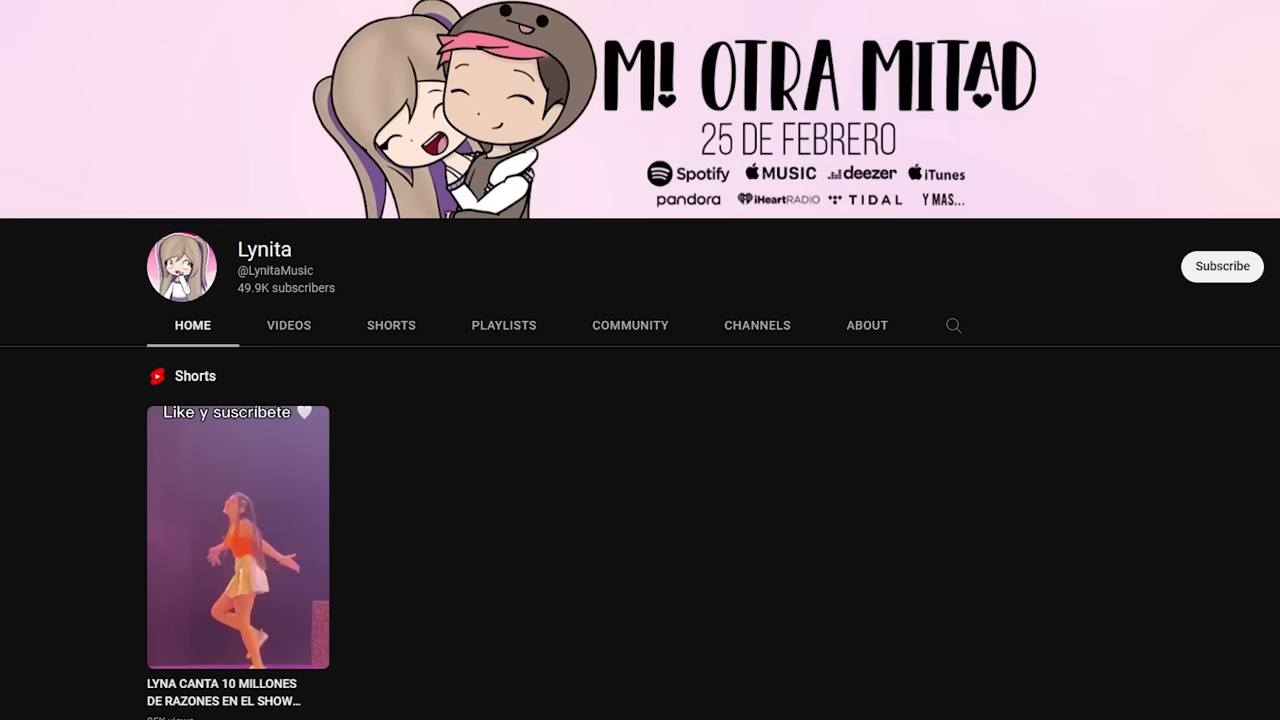 MI OTRA MITAD
25 DE FEBRERO
Spotify MUSIC deezer iTunes
pandora iHeartRADIO TIDAL Y MAS...
Lynita
@LynitaMusic
49.9K subscribers
Subscribe
HOME VIDEOS SHORTS PLAYLISTS COMMUNITY CHANNELS ABOUT
Shorts
Like y suscríbete
LYNA CANTA 10 MILLONES
DE RAZONES EN EL SHOW...